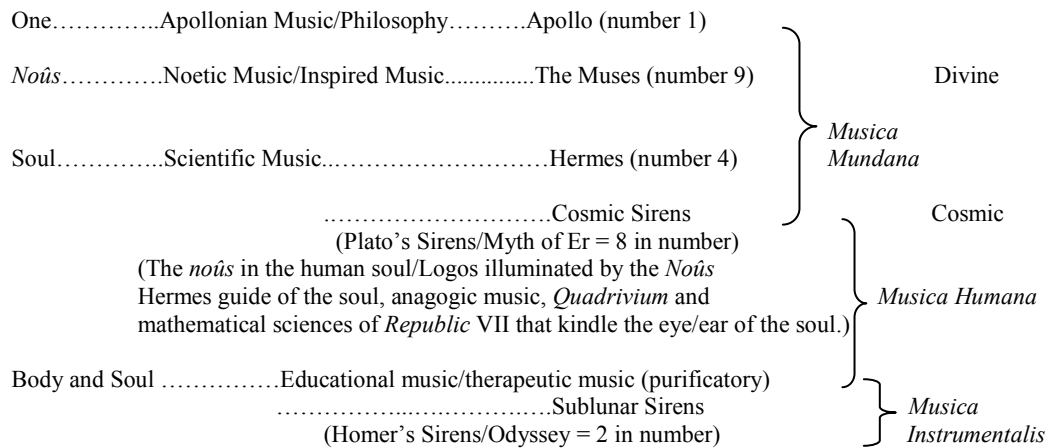 One…………..Apollonian Music/Philosophy……….Apollo (number 1)
Noûs………….Noetic Music/Inspired Music...............The Muses (number 9) Divine
Musica
Soul…………..Scientific Music..…………………….…Hermes (number 4) Mundana
..……………………….Cosmic Sirens Cosmic
(Plato’s Sirens/Myth of Er = 8 in number)
(The noûs in the human soul/Logos illuminated by the Noûs
Hermes guide of the soul, anagogic music, Quadrivium and Musica Humana
mathematical sciences of Republic VII that kindle the eye/ear of the soul.)
Body and Soul ……………Educational music/therapeutic music (purificatory)
……………...….….…….Sublunar Sirens Musica
(Homer’s Sirens/Odyssey = 2 in number) Instrumentalis